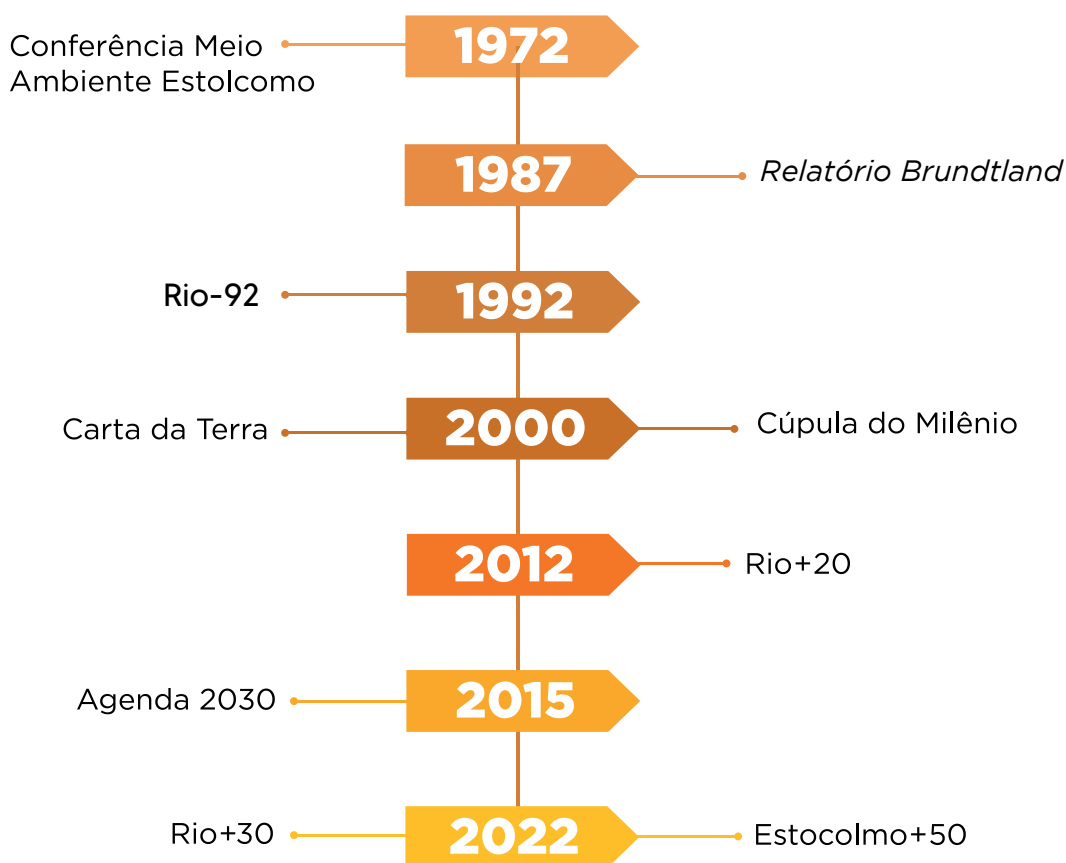 Conferência Meio
Ambiente Estolcomo
1972
1987
Relatório Brundtland
Rio-92
1992
Carta da Terra
2000
Cúpula do Milênio
2012
Rio+20
Agenda 2030
2015
Rio+30
2022
Estocolmo+50